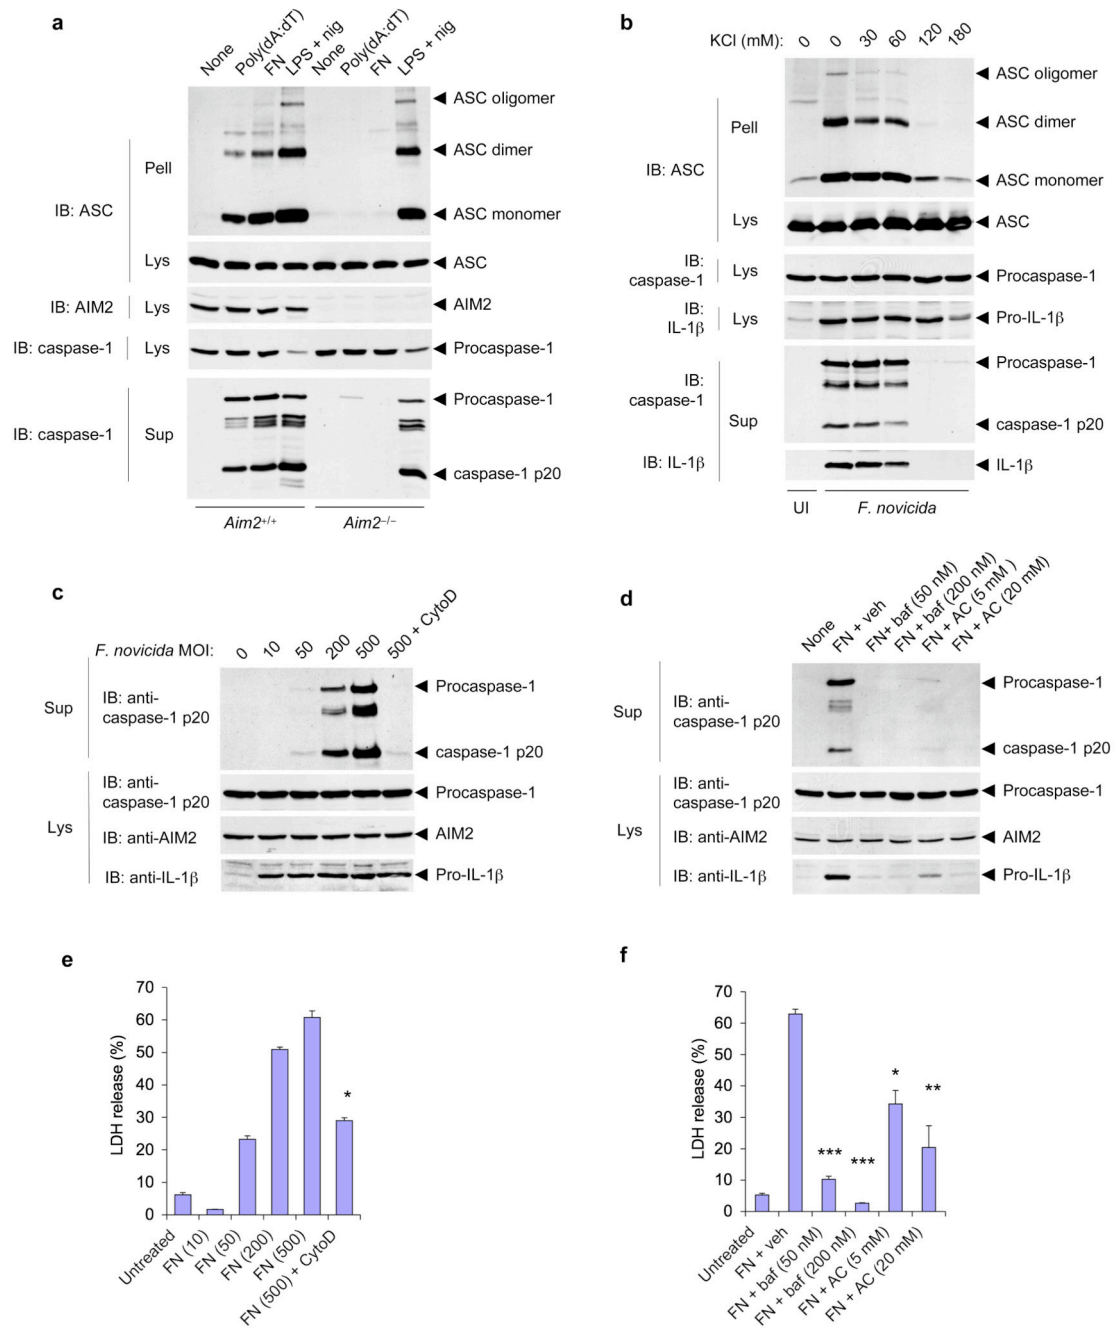 a
None
Poly(dA:dT)
FN
LPS + nig
None
Poly(dA:dT)
FN
LPS + nig
IB: ASC
Pell
ASC oligomer
ASC dimer
ASC monomer
Lys
ASC
IB: AIM2
Lys
AIM2
IB: caspase-1
Lys
Procaspase-1
IB: caspase-1
Sup
Procaspase-1
caspase-1 p20
Aim2+/+
Aim2−/−
b
KCl (mM): 0 0 30 60 120 180
IB: ASC
Pell
ASC oligomer
ASC dimer
ASC monomer
Lys
ASC
IB:
caspase-1
Lys
Procaspase-1
IB:
IL-1β
Lys
Pro-IL-1β
IB:
caspase-1
Sup
Procaspase-1
caspase-1 p20
IB: IL-1β
IL-1β
UI
F. novicida
c
F. novicida MOI: 0 10 50 200 500 500 + CytoD
Sup
IB: anti-
caspase-1 p20
Procaspase-1
caspase-1 p20
Lys
IB: anti-
caspase-1 p20
Procaspase-1
IB: anti-AIM2
AIM2
IB: anti-IL-1β
Pro-IL-1β
d
None
FN + veh
FN+ baf (50 nM)
FN + baf (200 nM)
FN + AC (5 mM )
FN + AC (20 mM)
Sup
IB: anti-
caspase-1 p20
Procaspase-1
caspase-1 p20
Lys
IB: anti-
caspase-1 p20
Procaspase-1
IB: anti-AIM2
AIM2
IB: anti-IL-1β
Pro-IL-1β
e
LDH release (%)
70
60
50
40
30
20
10
0
*
Untreated
FN (10)
FN (50)
FN (200)
FN (500)
FN (500) + CytoD
f
LDH release (%)
70
60
50
40
30
20
10
0
***
***
*
**
Untreated
FN + veh
FN + baf (50 nM)
FN + baf (200 nM)
FN + AC (5 mM)
FN + AC (20 mM)